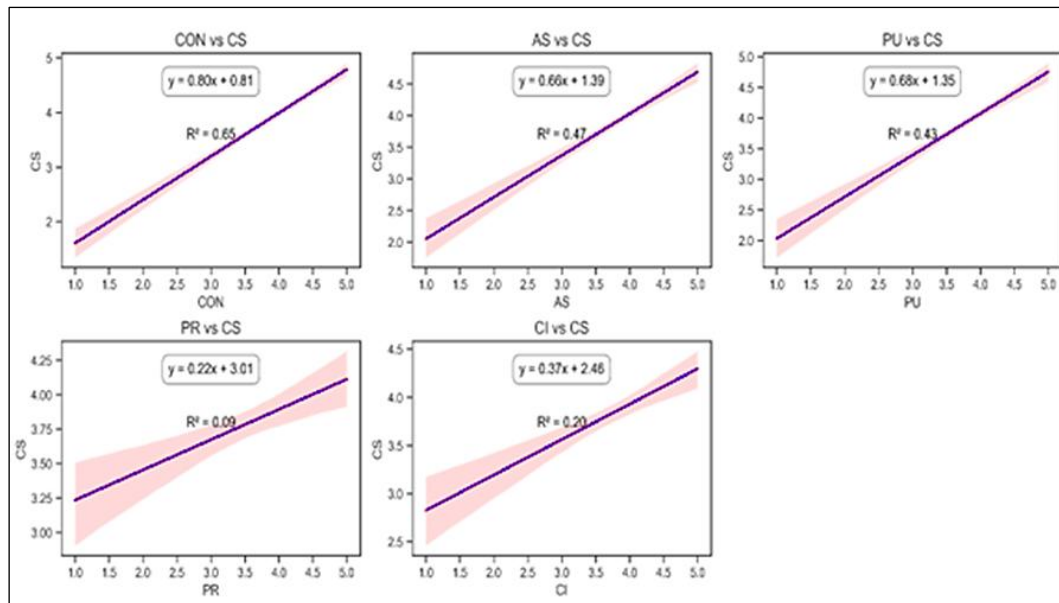 CON vs CS
y = 0.80x + 0.81
R² = 0.65
CS
5
4
3
2
1.0 1.5 2.0 2.5 3.0 3.5 4.0 4.5 5.0
CON
AS vs CS
y = 0.66x + 1.39
R² = 0.47
CS
4.5
4.0
3.5
3.0
2.5
2.0
1.0 1.5 2.0 2.5 3.0 3.5 4.0 4.5 5.0
AS
PU vs CS
y = 0.68x + 1.35
R² = 0.43
CS
5.0
4.5
4.0
3.5
3.0
2.5
2.0
1.0 1.5 2.0 2.5 3.0 3.5 4.0 4.5 5.0
PU
PR vs CS
y = 0.22x + 3.01
R² = 0.09
CS
4.25
4.00
3.75
3.50
3.25
3.00
1.0 1.5 2.0 2.5 3.0 3.5 4.0 4.5 5.0
PR
CI vs CS
y = 0.37x + 2.46
R² = 0.20
CS
4.5
4.0
3.5
3.0
2.5
1.0 1.5 2.0 2.5 3.0 3.5 4.0 4.5 5.0
CI